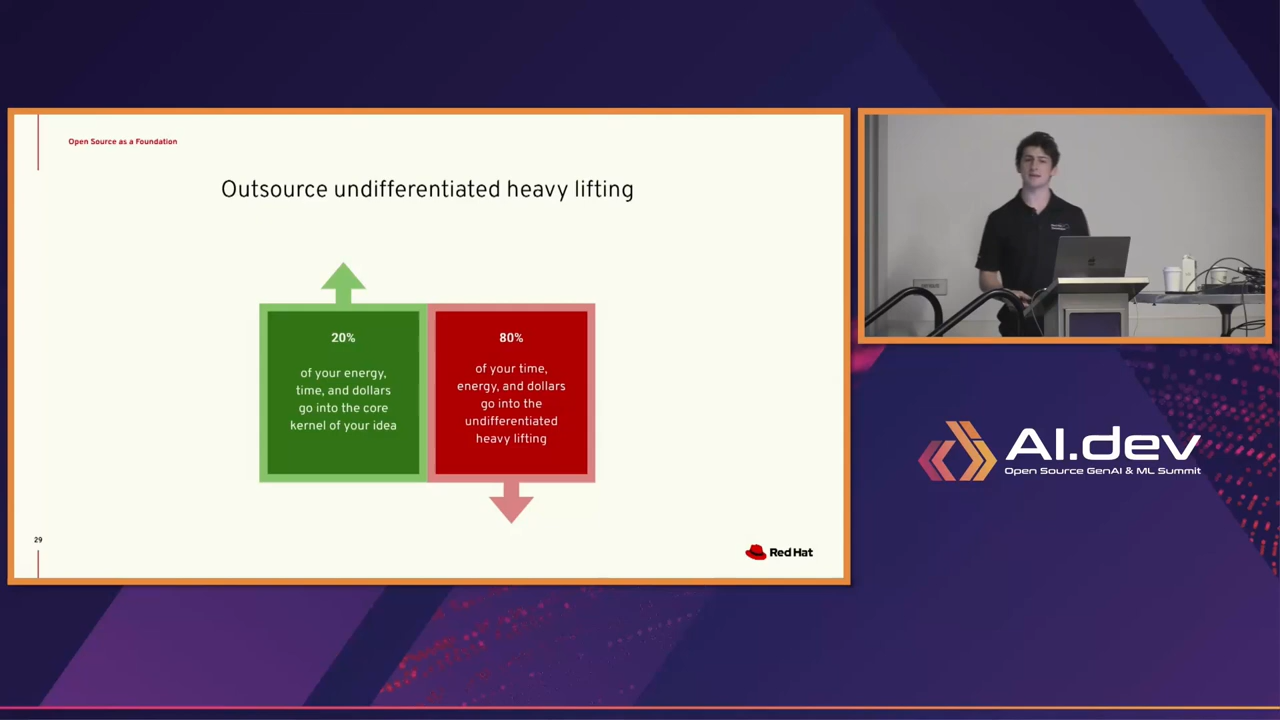 Open Source as a Foundation
Outsource undifferentiated heavy lifting
20%
of your energy,
time, and dollars
go into the core
kernel of your idea
80%
of your time,
energy, and dollars
go into the
undifferentiated
heavy lifting
29
Red Hat
AI.dev
Open Source GenAI & ML Summit